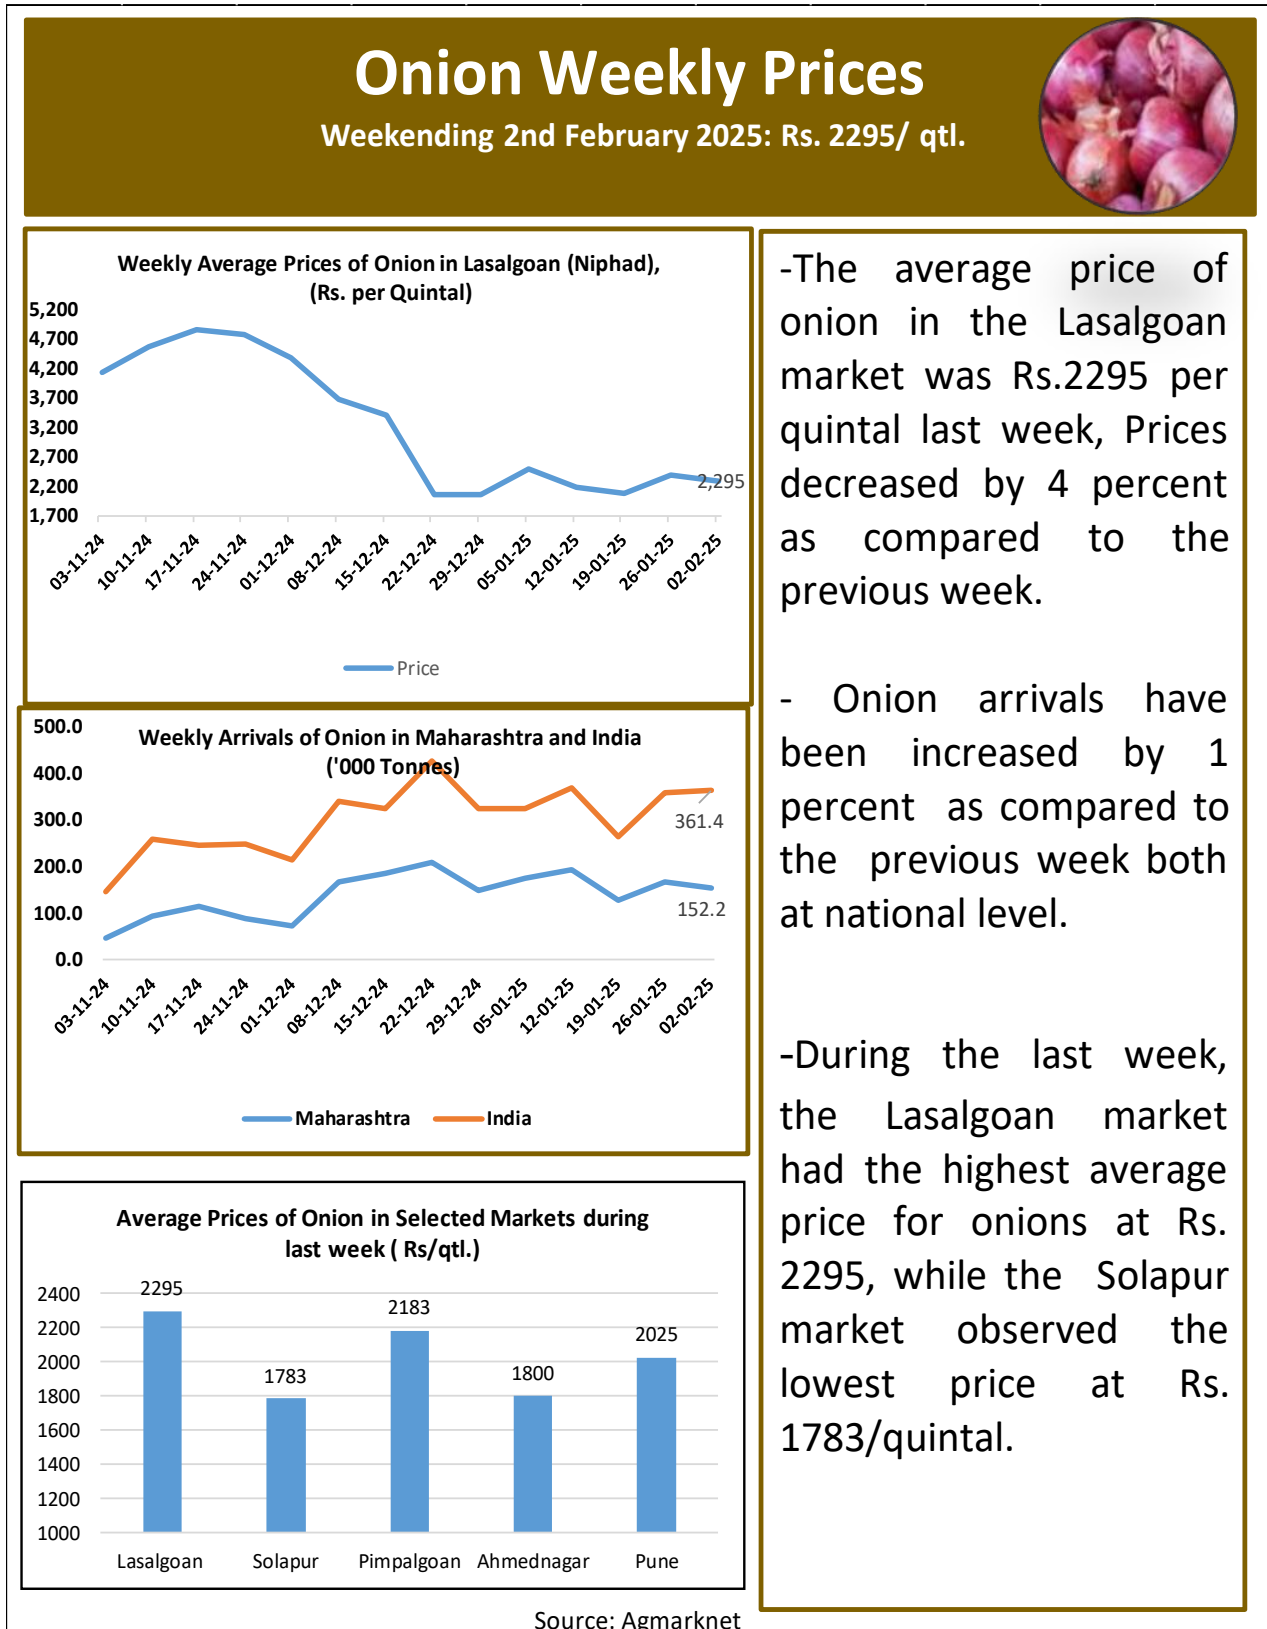 Onion Weekly Prices
Weekending 2nd February 2025: Rs. 2295/ qtl.
Weekly Average Prices of Onion in Lasalgoan (Niphad),
(Rs. per Quintal)
5,200
4,700
4,200
3,700
3,200
2,700
2,200
1,700
2,295
03-11-24
10-11-24
17-11-24
24-11-24
01-12-24
08-12-24
15-12-24
22-12-24
29-12-24
05-01-25
12-01-25
19-01-25
26-01-25
02-02-25
Price
Weekly Arrivals of Onion in Maharashtra and India
('000 Tonnes)
500.0
400.0
300.0
200.0
100.0
0.0
361.4
152.2
03-11-24
10-11-24
17-11-24
24-11-24
01-12-24
08-12-24
15-12-24
22-12-24
29-12-24
05-01-25
12-01-25
19-01-25
26-01-25
02-02-25
Maharashtra
India
Average Prices of Onion in Selected Markets during
last week ( Rs/qtl.)
2400
2200
2000
1800
1600
1400
1200
1000
2295
1783
2183
1800
2025
Lasalgoan
Solapur
Pimpalgoan
Ahmednagar
Pune
Source: Agmarknet
-The average price of
onion in the Lasalgoan
market was Rs.2295 per
quintal last week, Prices
decreased by 4 percent
as compared to the
previous week.
- Onion arrivals have
been increased by 1
percent as compared to
the previous week both
at national level.
-During the last week,
the Lasalgoan market
had the highest average
price for onions at Rs.
2295, while the Solapur
market observed the
lowest price at Rs.
1783/quintal.